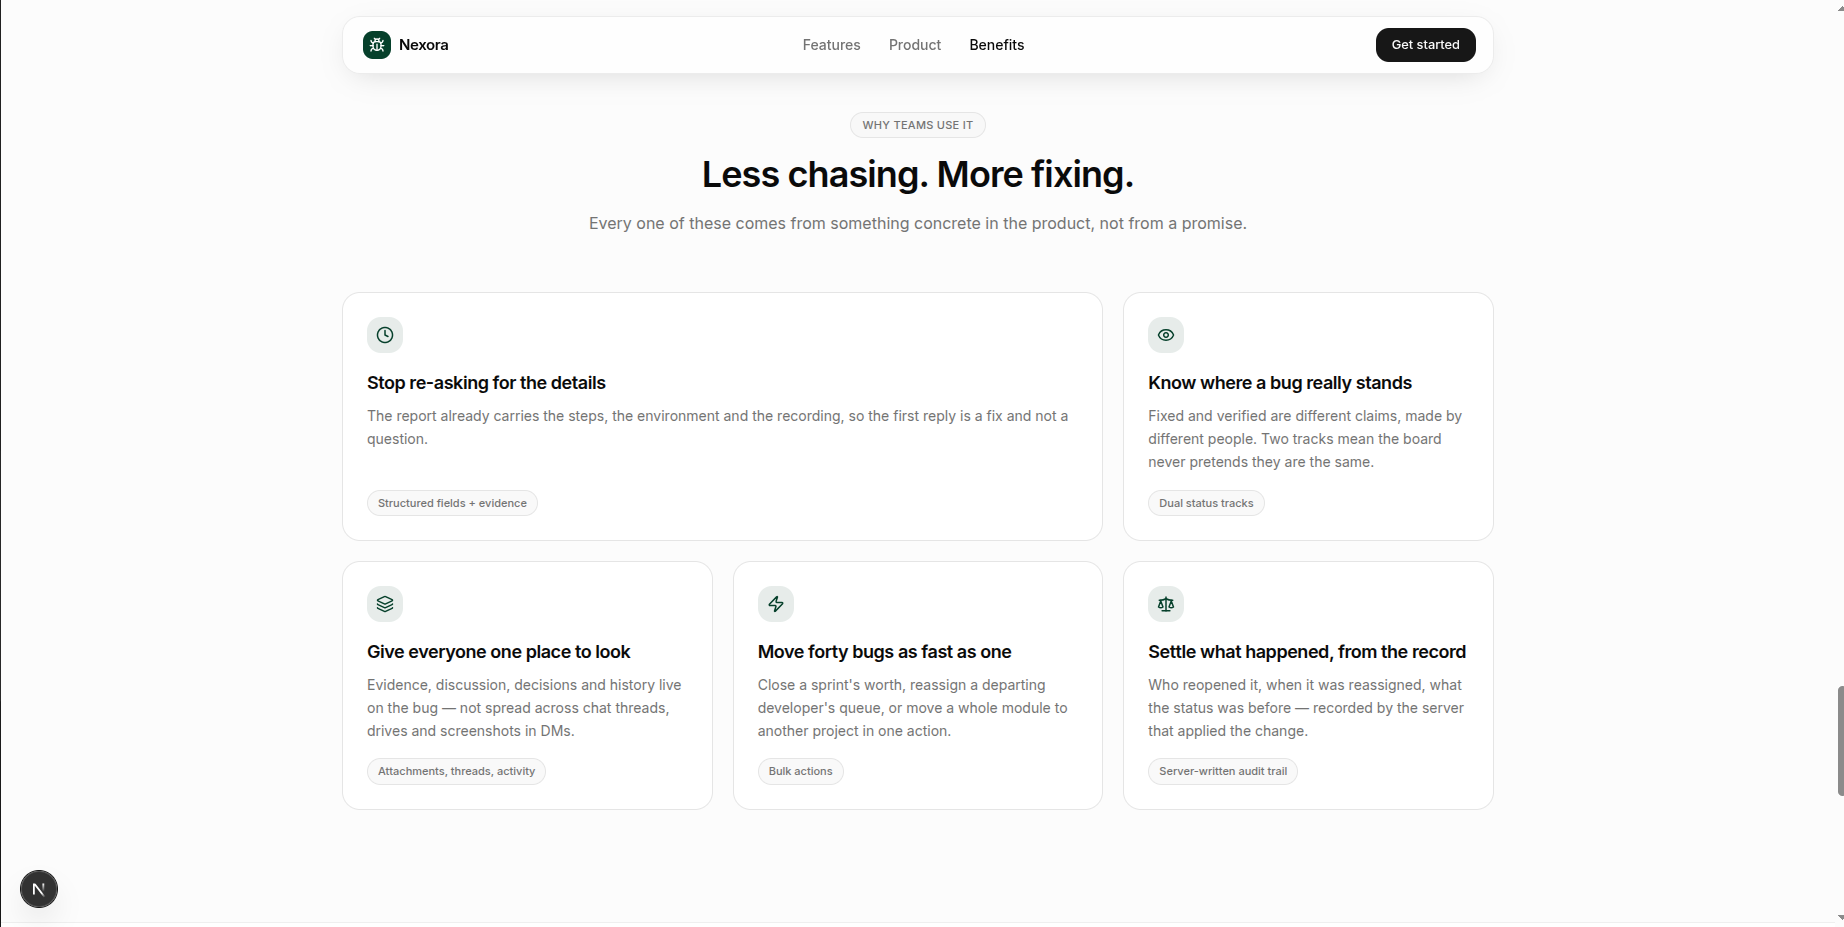 Nexora
Features
Product
Benefits
Get started
WHY TEAMS USE IT
Less chasing. More fixing.
Every one of these comes from something concrete in the product, not from a promise.
Stop re-asking for the details
The report already carries the steps, the environment and the recording, so the first reply is a fix and not a
question.
Structured fields + evidence
Know where a bug really stands
Fixed and verified are different claims, made by
different people. Two tracks mean the board
never pretends they are the same.
Dual status tracks
Give everyone one place to look
Evidence, discussion, decisions and history live
on the bug — not spread across chat threads,
drives and screenshots in DMs.
Attachments, threads, activity
Move forty bugs as fast as one
Close a sprint's worth, reassign a departing
developer's queue, or move a whole module to
another project in one action.
Bulk actions
Settle what happened, from the record
Who reopened it, when it was reassigned, what
the status was before — recorded by the server
that applied the change.
Server-written audit trail
N